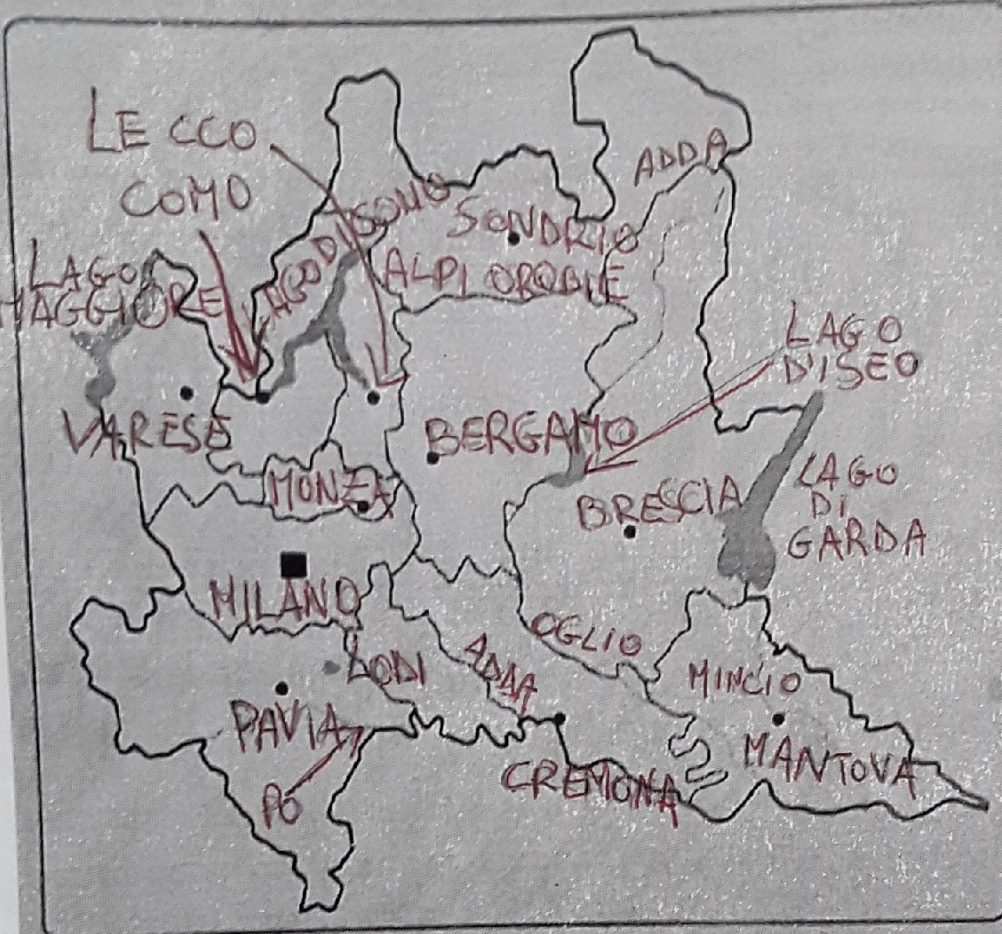 LECCO
COMO
LAGO
MAGGIORE
LAGO DI COMO
SONDRIO
ADDA
ALPI OROBIE
LAGO
D'ISEO
VARESE
BERGAMO
MONZA
BRESCIA
LAGO
DI
GARDA
MILANO
LODI
ADDA
OGLIO
MINCIO
PAVIA
PO
CREMONA
MANTOVA